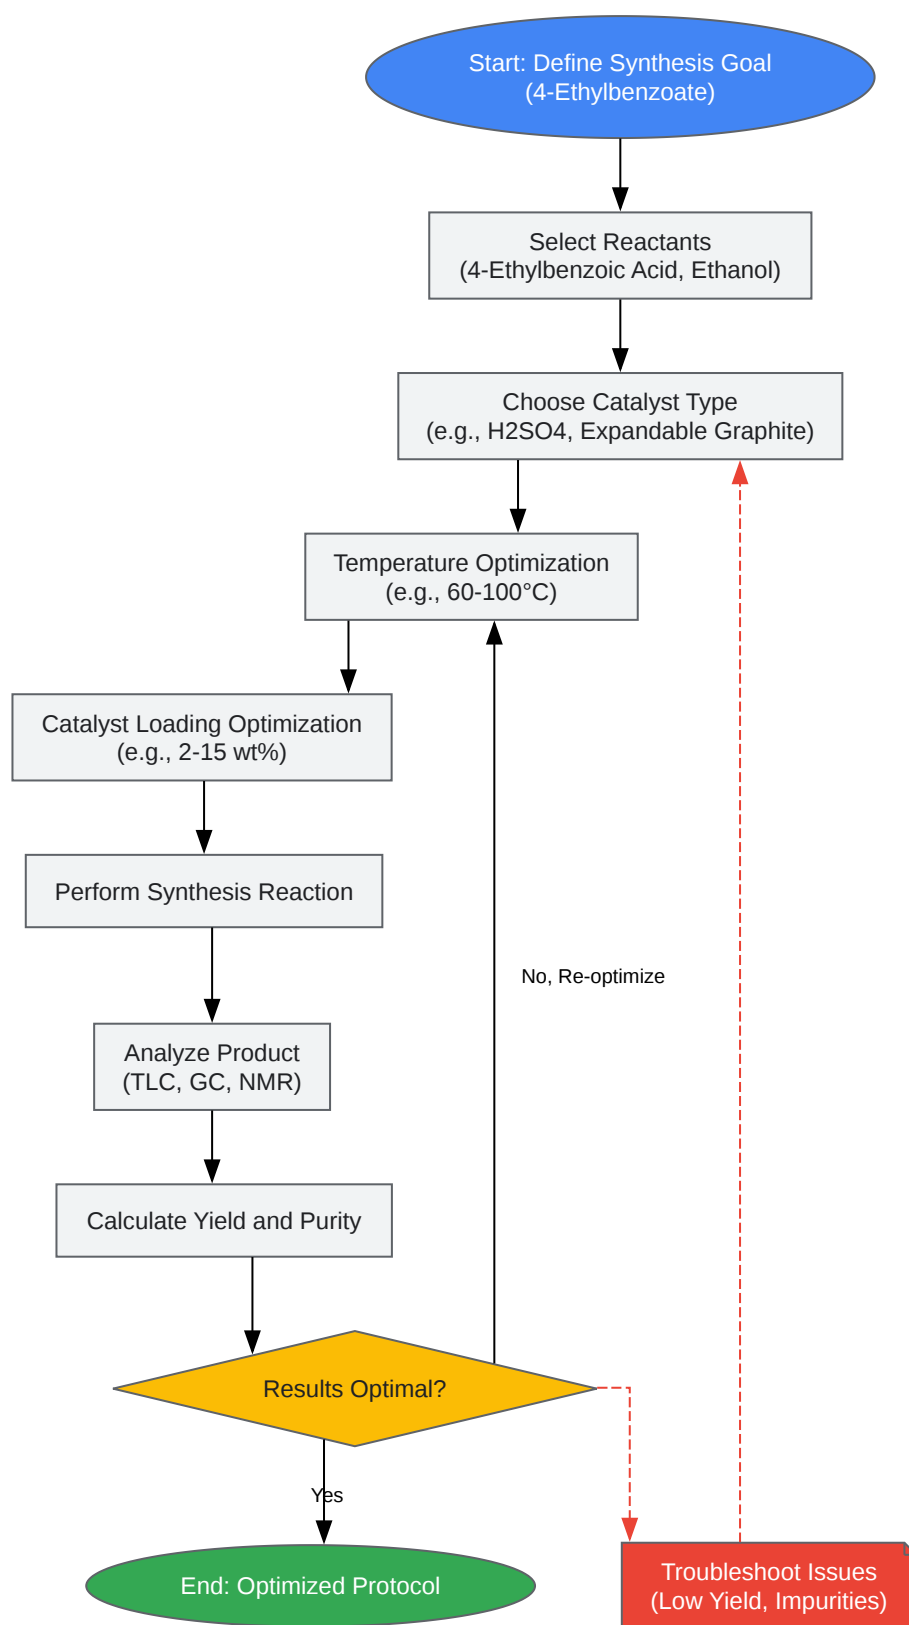 Start: Define Synthesis Goal
(4-Ethylbenzoate)
Select Reactants
(4-Ethylbenzoic Acid, Ethanol)
Choose Catalyst Type
(e.g., H2SO4, Expandable Graphite)
Temperature Optimization
(e.g., 60-100°C)
Catalyst Loading Optimization
(e.g., 2-15 wt%)
Perform Synthesis Reaction
No, Re-optimize
Analyze Product
(TLC, GC, NMR)
Calculate Yield and Purity
Results Optimal?
Yes
End: Optimized Protocol
Troubleshoot Issues
(Low Yield, Impurities)